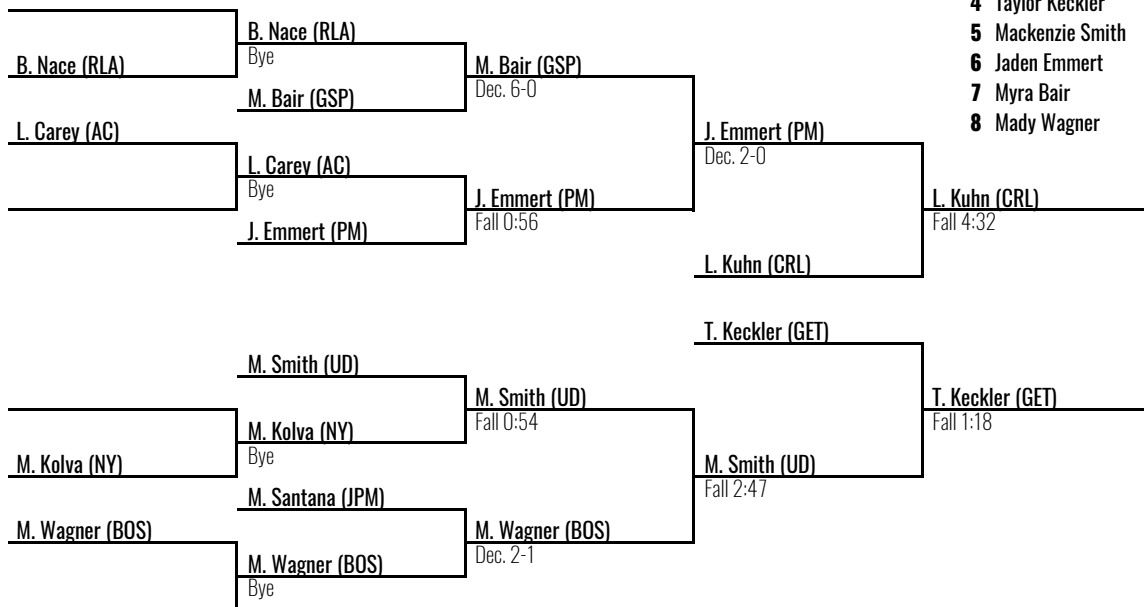 4 Taylor Keckler
B. Nace (RLA)
Bye
5 Mackenzie Smith
B. Nace (RLA)
M. Bair (GSP)
6 Jaden Emmert
Dec. 6-0
M. Bair (GSP)
7 Myra Bair
L. Carey (AC)
J. Emmert (PM)
8 Mady Wagner
Dec. 2-0
L. Carey (AC)
Bye
J. Emmert (PM)
L. Kuhn (CRL)
Fall 0:56
Fall 4:32
J. Emmert (PM)
L. Kuhn (CRL)
T. Keckler (GET)
M. Smith (UD)
M. Smith (UD)
T. Keckler (GET)
Fall 0:54
Fall 1:18
M. Kolva (NY)
Bye
M. Kolva (NY)
M. Smith (UD)
Fall 2:47
M. Santana (JPM)
M. Wagner (BOS)
M. Wagner (BOS)
Dec. 2-1
M. Wagner (BOS)
Bye